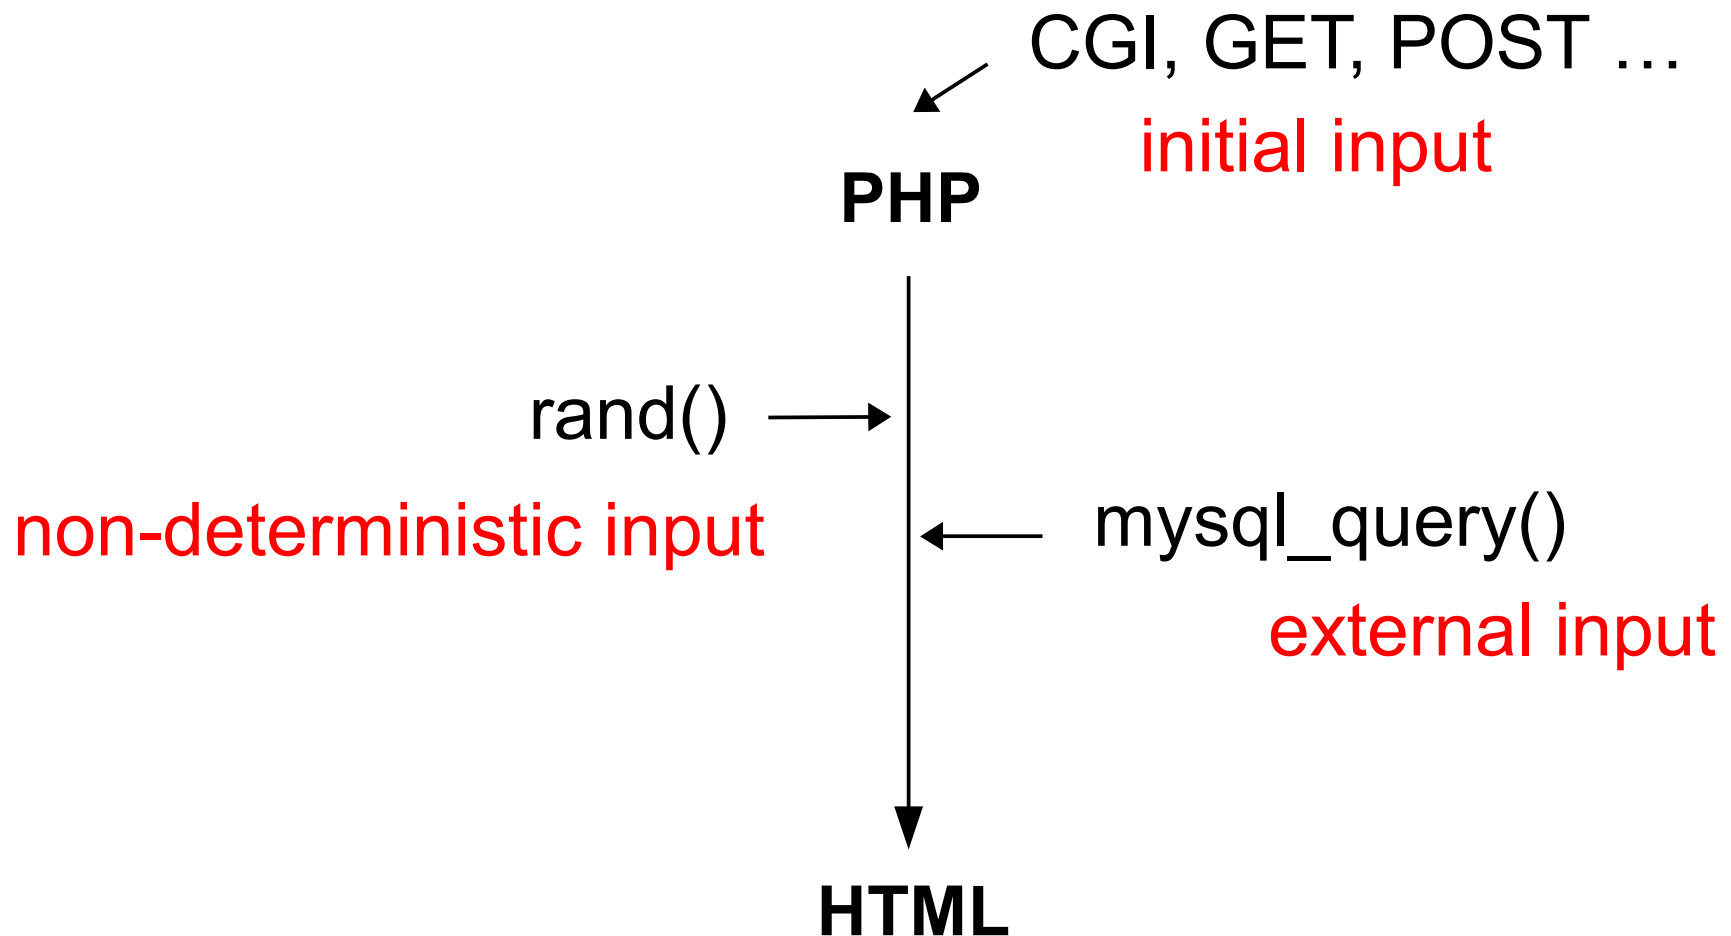 CGI, GET, POST …
initial input
PHP
rand()
non-deterministic input
mysql_query()
external input
HTML